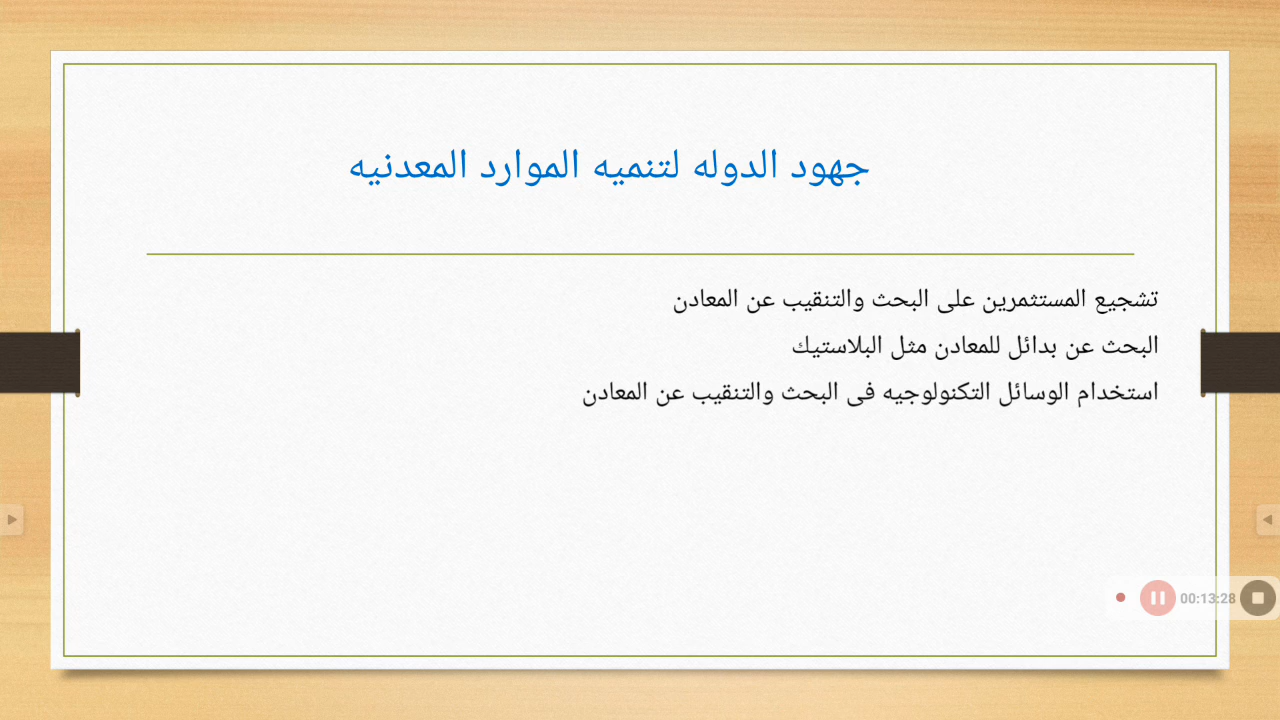 جهود الدوله لتنميه الموارد المعدنيه
تشجيع المستثمرين على البحث والتنقيب عن المعادن
البحث عن بدائل للمعادن مثل البلاستيك
استخدام الوسائل التكنولوجيه فى البحث والتنقيب عن المعادن
00:13:28